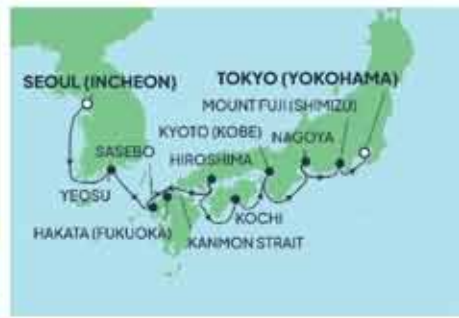 SEOUL (INCHEON)
TOKYO (YOKOHAMA)
MOUNT FUJI (SHIMIZU)
KYOTO (KOBE)
NAGOYA
SASEBO
HIROSHIMA
YEOSU
KOCHI
HAKATA (FUKUOKA)
KANMON STRAIT